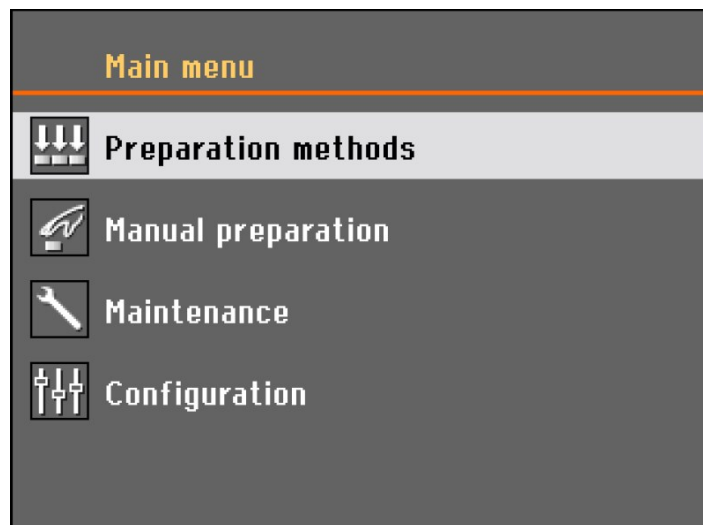 Main menu
Preparation methods
Manual preparation
Maintenance
Configuration